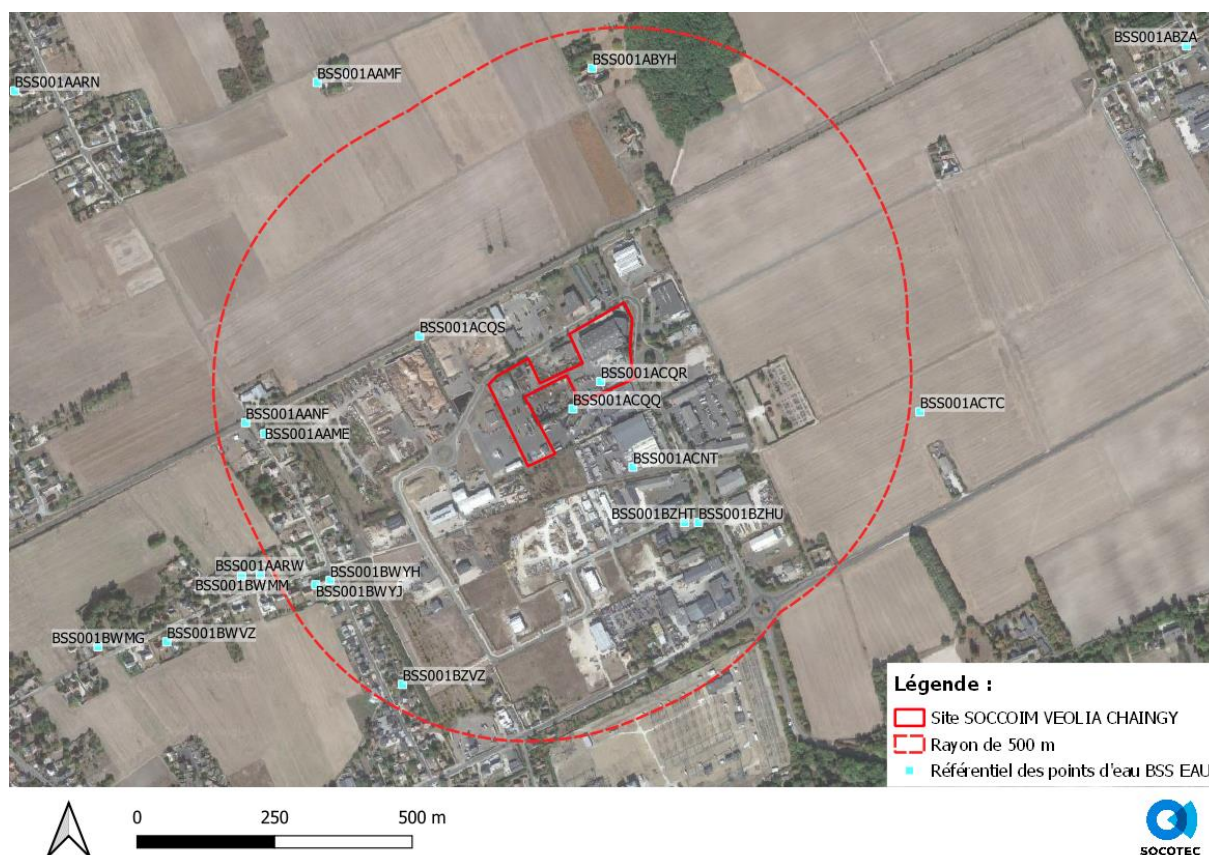 BSS001ABZA
BSS001ABYH
BSS001AAMF
BSS001AARN
BSS001ACQS
BSS001ACQR
BSS001ACQQ
BSS001ACTC
BSS001AANF
BSS001AAME
BSS001ACNT
BSS001BZHT
BSS001BZHU
BSS001AARW
BSS001BWYH
BSS001BWMM
BSS001BWYJ
BSS001BWMG
BSS001BWVZ
BSS001BZVZ
Légende :
Site SOCCOIM VEOLIA CHAINGY
Rayon de 500 m
Référentiel des points d'eau BSS EAU
0 250 500 m
SOCOTEC